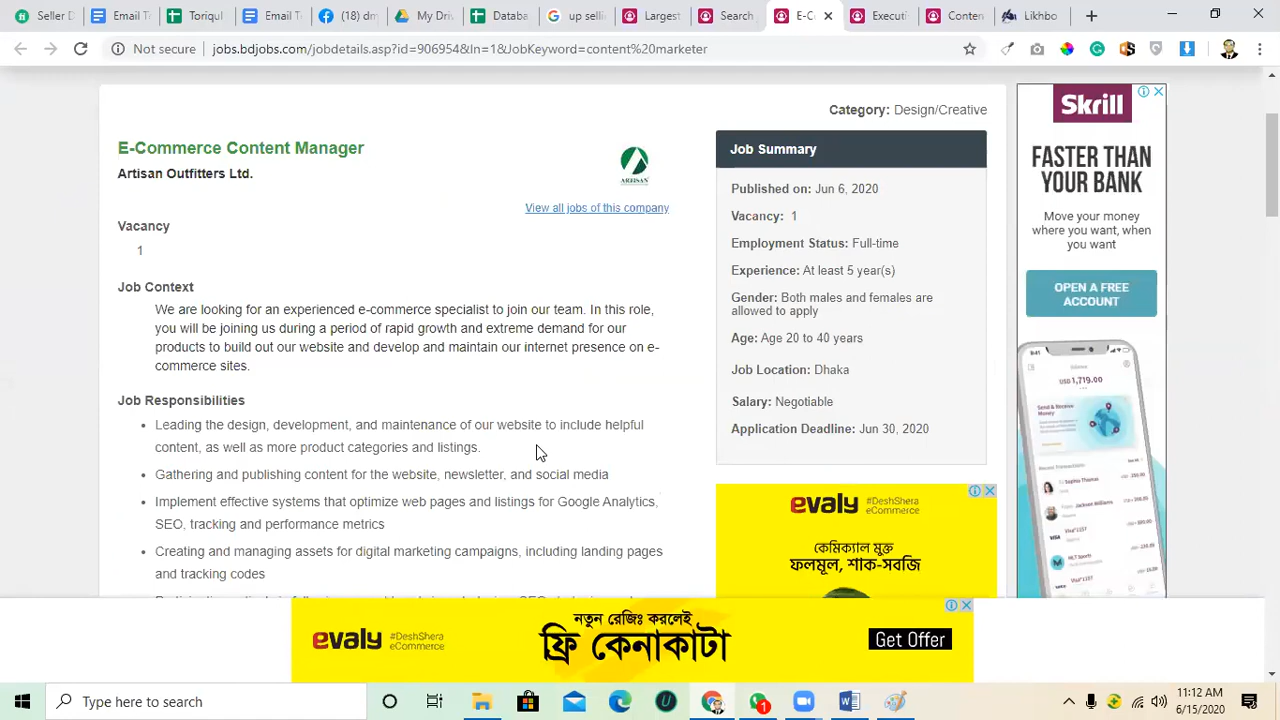 Sell
Toriqul
Email T
Email T
(18) dm
My Dri
Databa
up selli
Largest
Search
E-C
Executi
Conten
Likhbo
Not secure
jobs.bdjobs.com/jobdetails.asp?id=906954&ln=1&JobKeyword=content%20marketer
Category: Design/Creative
E-Commerce Content Manager
Artisan Outfitters Ltd.
ARTISAN
View all jobs of this company
Vacancy
1
Job Context
We are looking for an experienced e-commerce specialist to join our team. In this role,
you will be joining us during a period of rapid growth and extreme demand for our
products to build out our website and develop and maintain our internet presence on e-
commerce sites.
Job Responsibilities
Leading the design, development, and maintenance of our website to include helpful
content, as well as more product categories and listings.
Gathering and publishing content for the website, newsletter, and social media
Implement effective systems that enhance web pages and listings for Google Analytics,
SEO, tracking and performance metrics
Creating and managing assets for digital marketing campaigns, including landing pages
and tracking codes
Job Summary
Published on: Jun 6, 2020
Vacancy: 1
Employment Status: Full-time
Experience: At least 5 year(s)
Gender: Both males and females are
allowed to apply
Age: Age 20 to 40 years
Job Location: Dhaka
Salary: Negotiable
Application Deadline: Jun 30, 2020
evaly #DeshShera
eCommerce
কেমিক্যাল মুক্ত
ফলমূল, শাক-সবজি
Skrill
FASTER THAN
YOUR BANK
Move your money
where you want, when
you want
OPEN A FREE
ACCOUNT
USD 1,719.00
evaly #DeshShera
eCommerce
নতুন রেজিঃ করলেই
ফ্রি কেনাকাটা
Get Offer
Type here to search
1
11:12 AM
6/15/2020